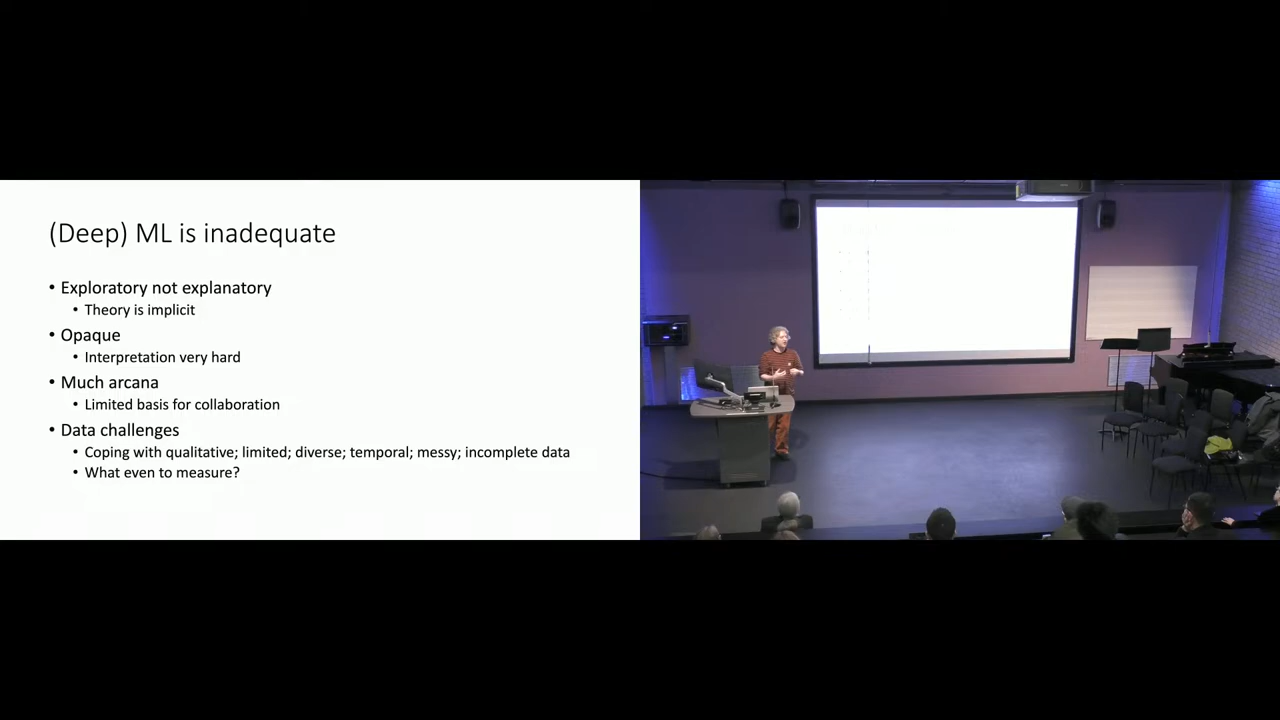 (Deep) ML is inadequate
• Exploratory not explanatory
• Theory is implicit
• Opaque
• Interpretation very hard
• Much arcana
• Limited basis for collaboration
• Data challenges
• Coping with qualitative; limited; diverse; temporal; messy; incomplete data
• What even to measure?